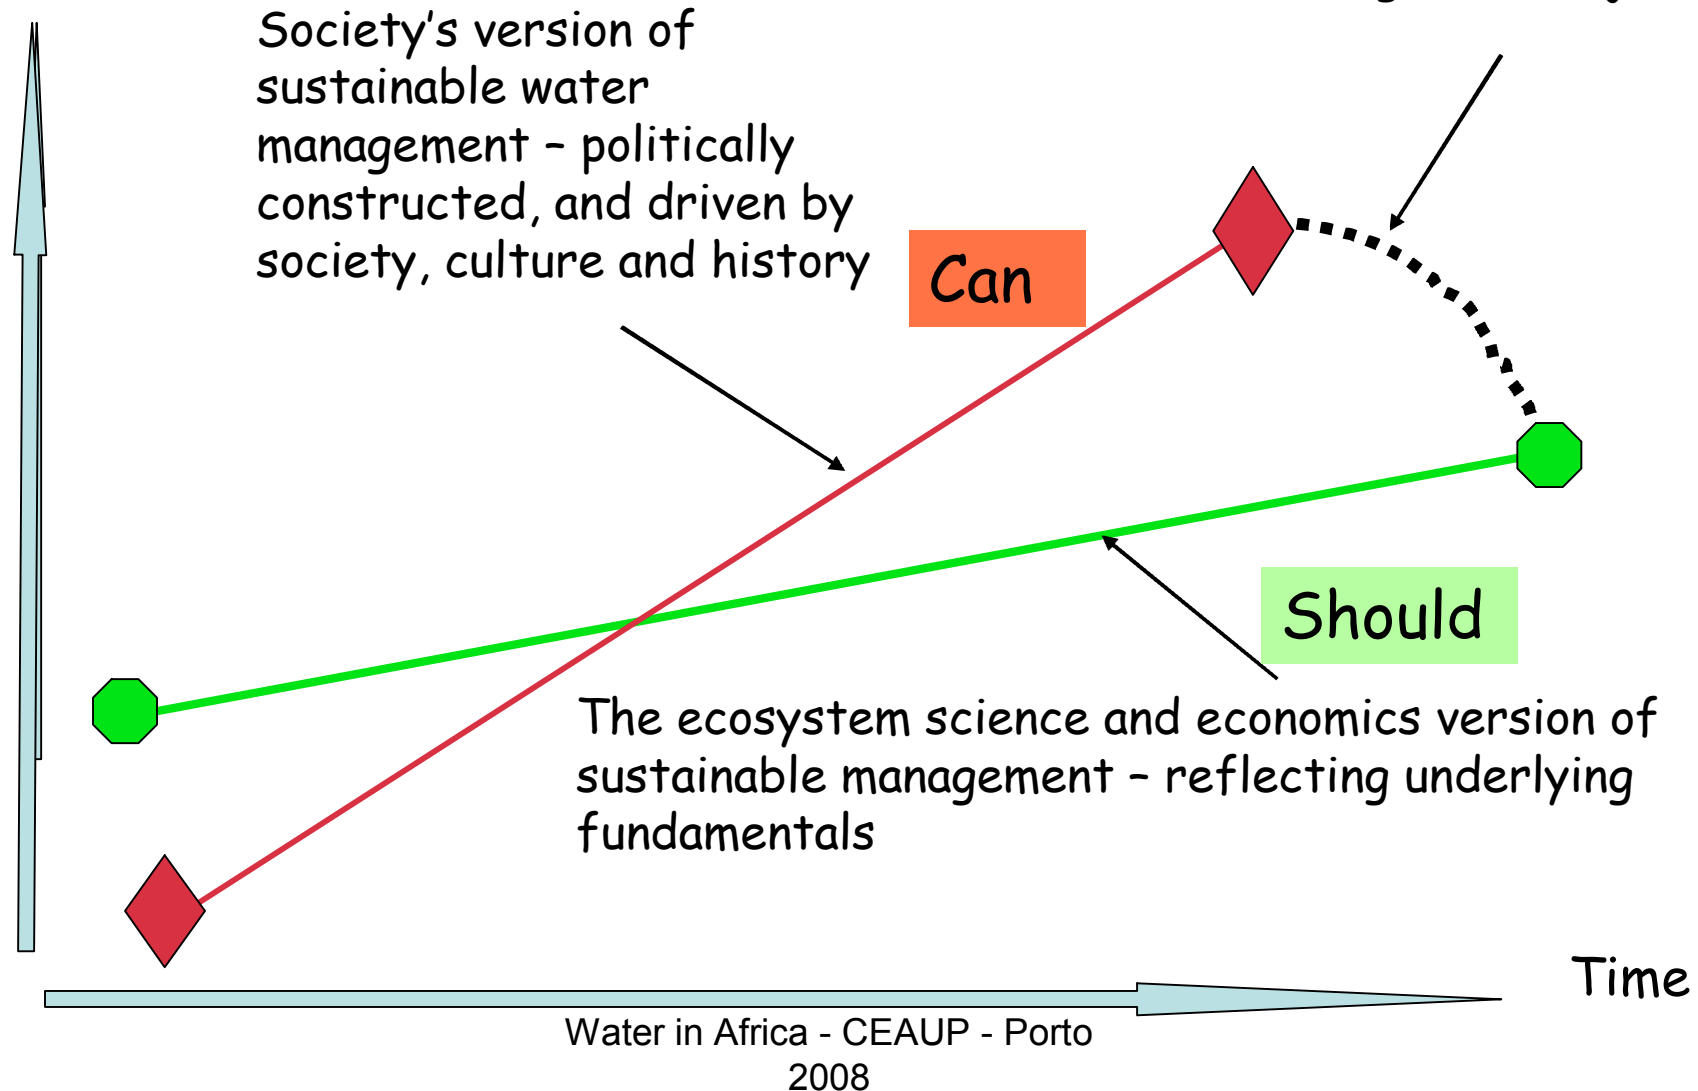 Society’s version of
sustainable water
management – politically
constructed, and driven by
society, culture and history
Can
Should
The ecosystem science and economics version of
sustainable management – reflecting underlying
fundamentals
Time
Water in Africa - CEAUP - Porto
2008